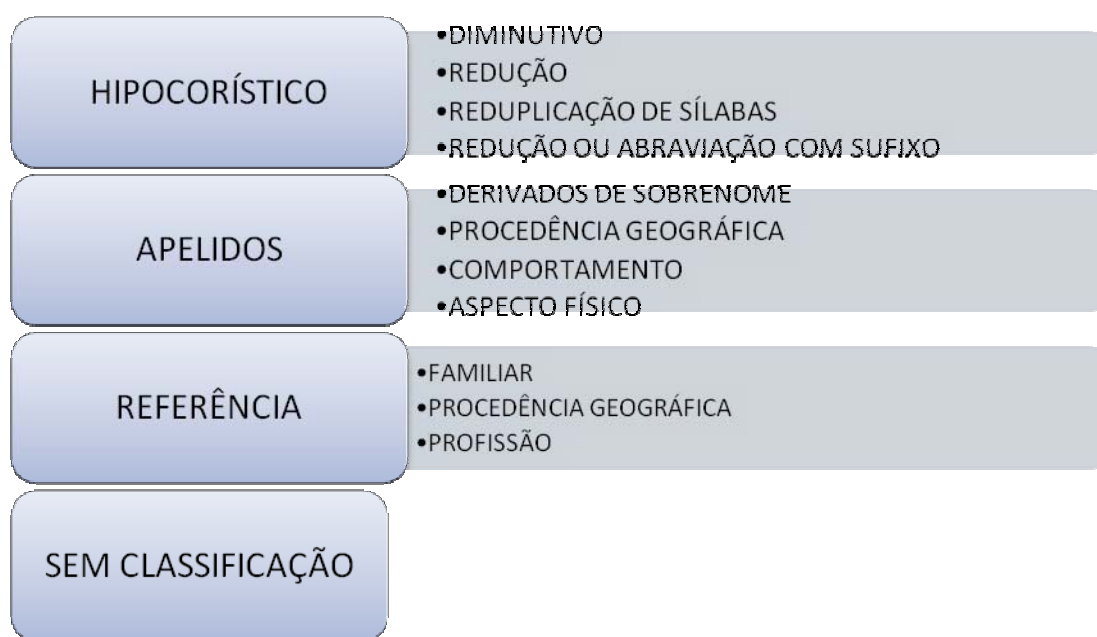 HIPOCORÍSTICO
•DIMINUTIVO
•REDUÇÃO
•REDUPLICAÇÃO DE SÍLABAS
•REDUÇÃO OU ABRAVIAÇÃO COM SUFIXO
APELIDOS
•DERIVADOS DE SOBRENOME
•PROCEDÊNCIA GEOGRÁFICA
•COMPORTAMENTO
•ASPECTO FÍSICO
REFERÊNCIA
•FAMILIAR
•PROCEDÊNCIA GEOGRÁFICA
•PROFISSÃO
SEM CLASSIFICAÇÃO